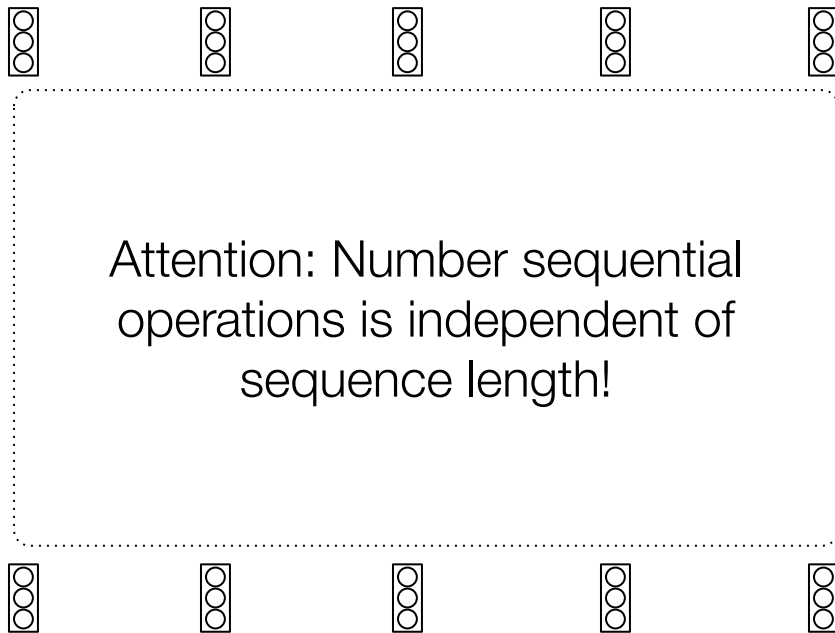 Attention: Number sequential
operations is independent of
sequence length!